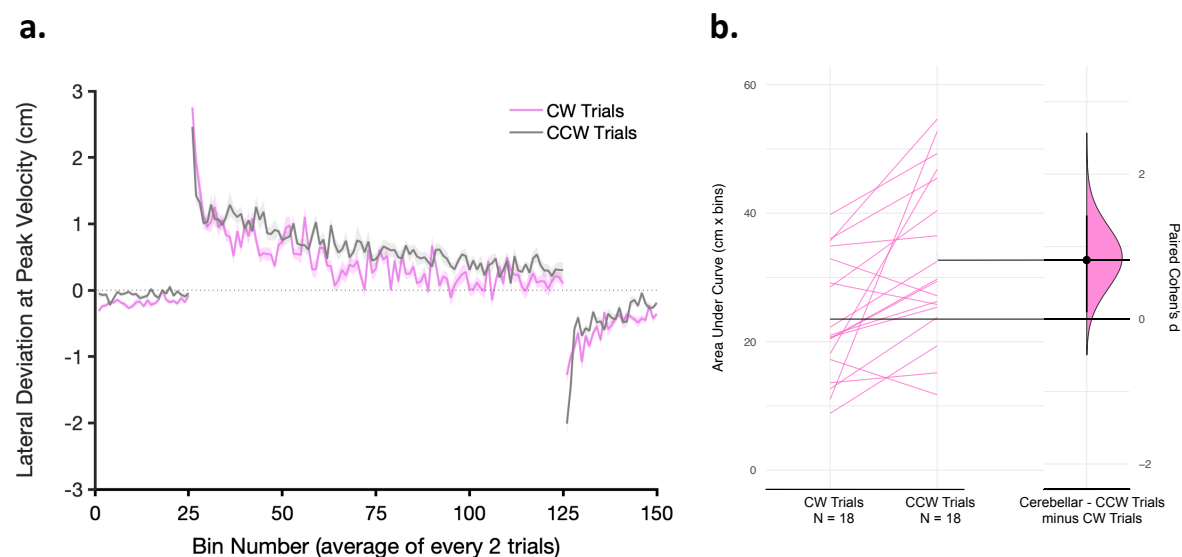 a.
Lateral Deviation at Peak Velocity (cm)
3
2
1
0
-1
-2
-3
CW Trials
CCW Trials
0
25
50
75
100
125
150
Bin Number (average of every 2 trials)
b.
Area Under Curve (cm x bins)
60
40
20
0
CW Trials
N = 18
CCW Trials
N = 18
Cerebellar - CCW Trials
minus CW Trials
2
0
−2
Paired Cohen's d